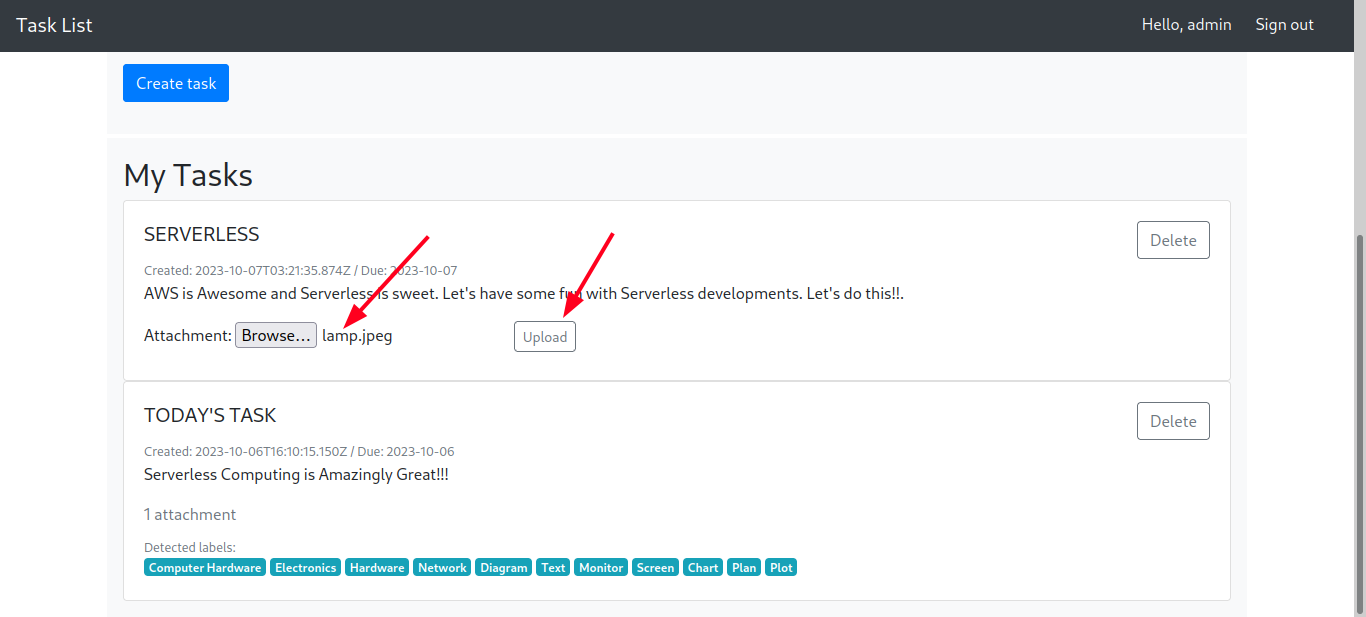 Task List Hello, admin Sign out
Create task
My Tasks
SERVERLESS Delete
Created: 2023-10-07T03:21:35.874Z / Due: 2023-10-07
AWS is Awesome and Serverless is sweet. Let's have some fun with Serverless developments. Let's do this!!.
Attachment: Browse... lamp.jpeg Upload
TODAY'S TASK Delete
Created: 2023-10-06T16:10:15.150Z / Due: 2023-10-06
Serverless Computing is Amazingly Great!!!
1 attachment
Detected labels:
Computer Hardware Electronics Hardware Network Diagram Text Monitor Screen Chart Plan Plot